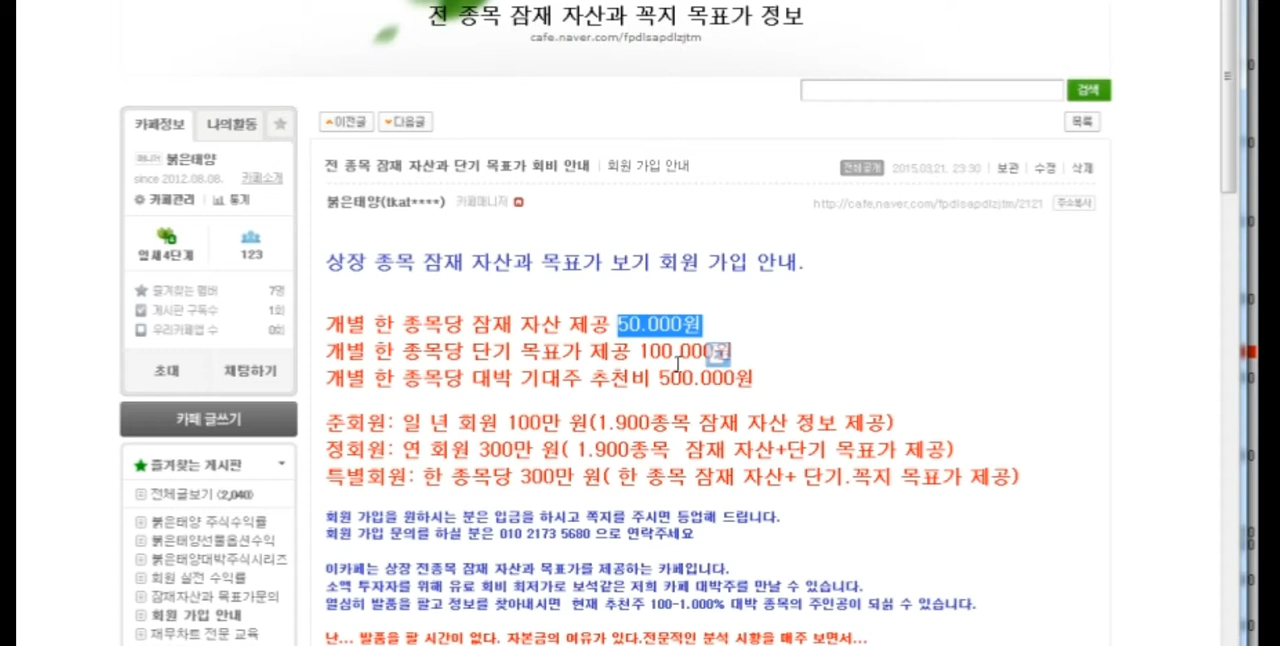 전 종목 잠재 자산과 꼭지 목표가 정보
cafe.naver.com/fpdlsapdlzjtm
검색
카페정보 나의활동
이전글 다음글 목록
매니저 붉은태양
since 2012.08.08. 카페소개
카페관리 통계
전 종목 잠재 자산과 단기 목표가 회비 안내 | 회원 가입 안내
전체공개 2015.03.21. 23:30 | 보관 | 수정 | 삭제
붉은태양(tkat****) 카페매니저
http://cafe.naver.com/fpdlsapdlzjtm/2121 주소복사
잎새4단계 123
즐겨찾는 멤버 7명
게시판 구독수 1회
우리카페앱 수 0회
초대 채팅하기
카페 글쓰기
즐겨찾는 게시판
전체글보기 (2,040)
붉은태양 주식수익률
붉은태양선물옵션수익
붉은태양대박주식시리즈
회원 실전 수익률
잠재자산과 목표가문의
회원 가입 안내
재무차트 전문 교육
상장 종목 잠재 자산과 목표가 보기 회원 가입 안내.
개별 한 종목당 잠재 자산 제공 50.000원
개별 한 종목당 단기 목표가 제공 100.000원
개별 한 종목당 대박 기대주 추천비 500.000원
준회원: 일 년 회원 100만 원(1.900종목 잠재 자산 정보 제공)
정회원: 연 회원 300만 원( 1.900종목 잠재 자산+단기 목표가 제공)
특별회원: 한 종목당 300만 원( 한 종목 잠재 자산+ 단기.꼭지 목표가 제공)
회원 가입을 원하시는 분은 입금을 하시고 쪽지를 주시면 등업해 드립니다.
회원 가입 문의를 하실 분은 010 2173 5680 으로 연락주세요
이카페는 상장 전종목 잠재 자산과 목표가를 제공하는 카페입니다.
소액 투자자를 위해 유료 회비 최저가로 보석같은 저희 카페 대박주를 만날 수 있습니다.
열심히 발품을 팔고 정보를 찾아내시면 현재 추천주 100-1.000% 대박 종목의 주인공이 되실 수 있습니다.
난... 발품을 팔 시간이 없다. 자본금의 여유가 있다.전문적인 분석 시황을 매주 보면서...